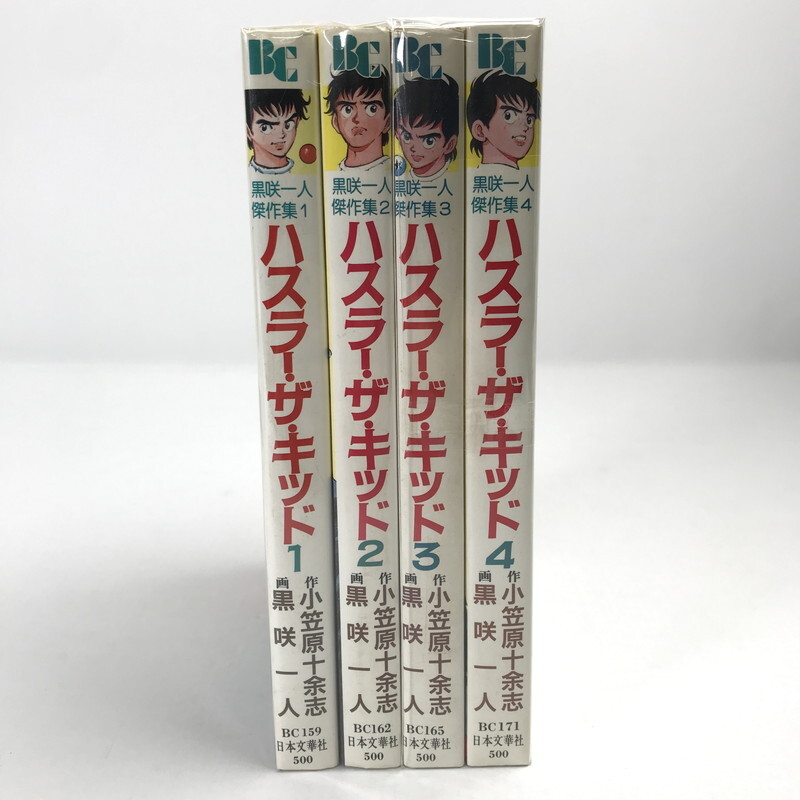 BC
黒咲一人
傑作集1
ハスラー・ザ・キッド
1
作 小笠原十余志
画 黒咲一人
BC159
日本文華社
500
BC
黒咲一人
傑作集2
ハスラー・ザ・キッド
2
作 小笠原十余志
画 黒咲一人
BC162
日本文華社
500
BC
黒咲一人
傑作集3
ハスラー・ザ・キッド
3
作 小笠原十余志
画 黒咲一人
BC165
日本文華社
500
BC
黒咲一人
傑作集4
ハスラー・ザ・キッド
4
作 小笠原十余志
画 黒咲一人
BC171
日本文華社
500